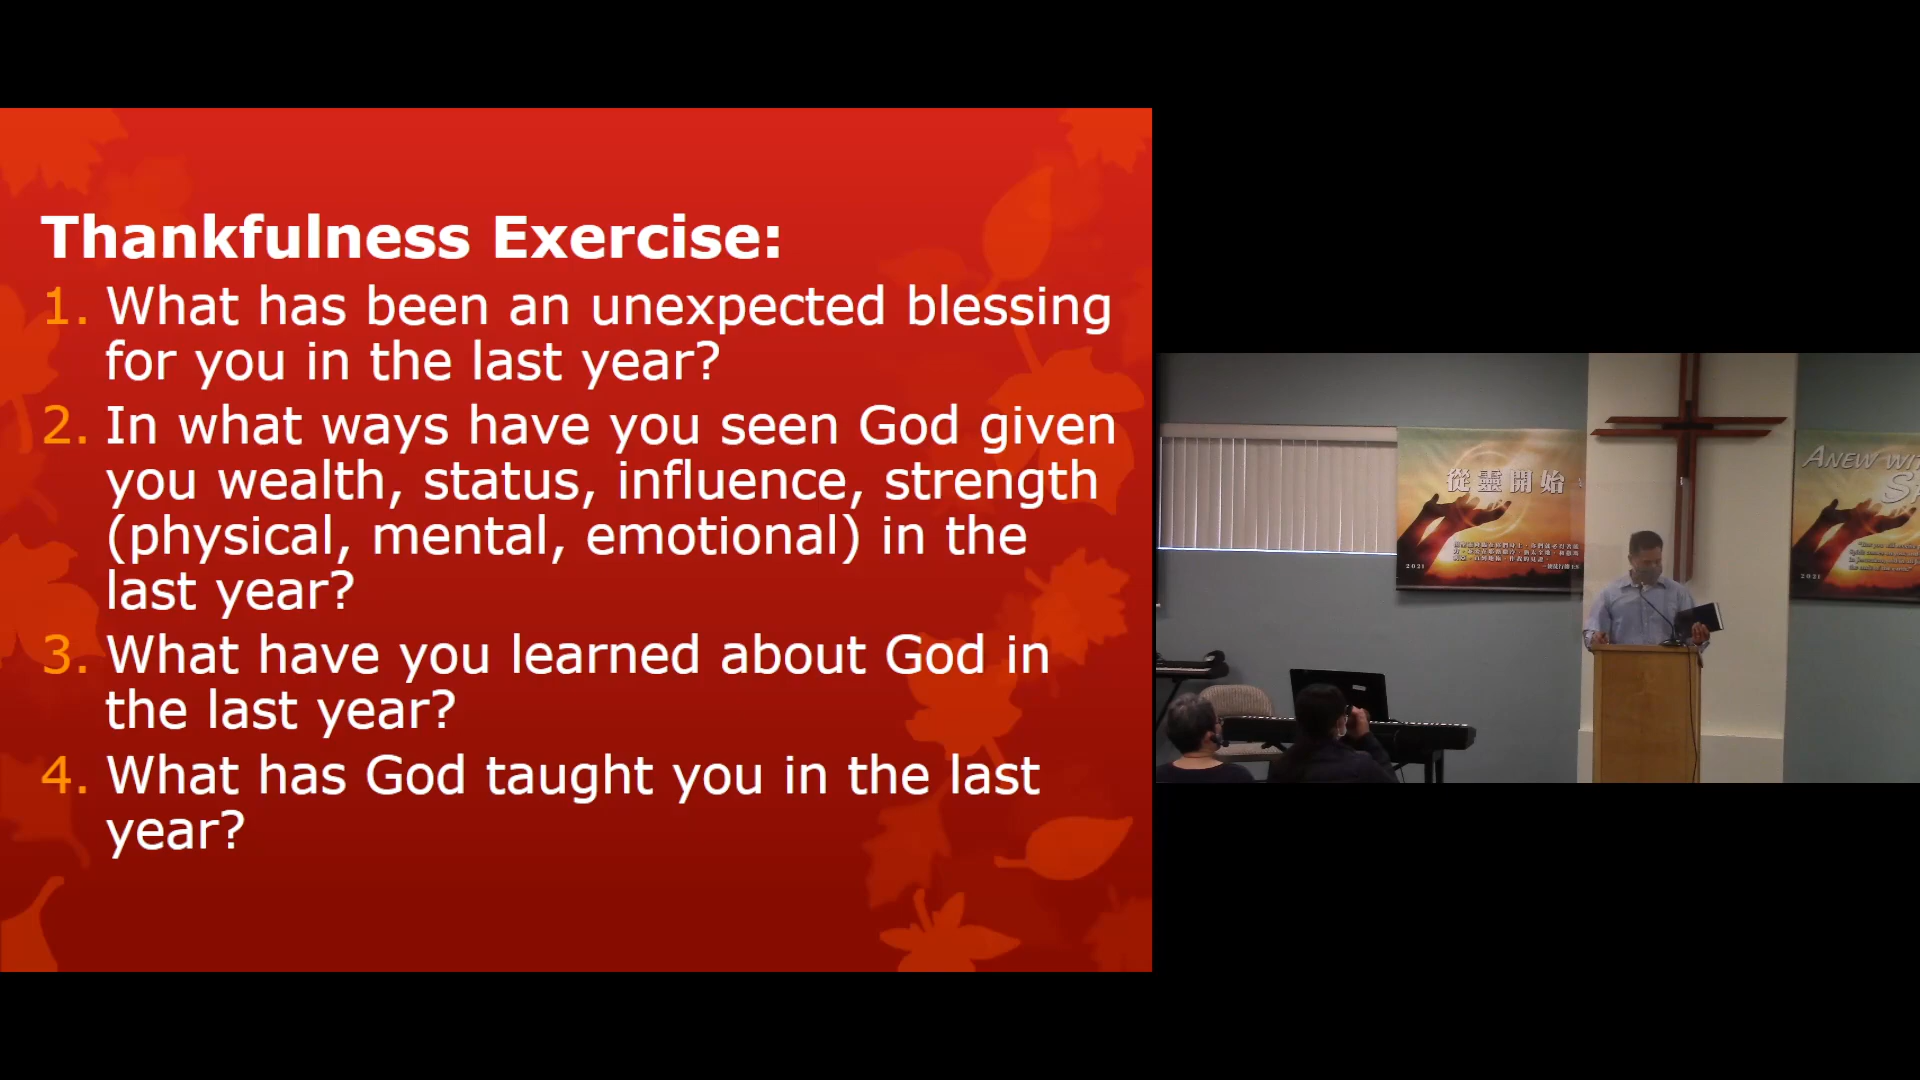 Thankfulness Exercise:
1. What has been an unexpected blessing
for you in the last year?
2. In what ways have you seen God given
you wealth, status, influence, strength
(physical, mental, emotional) in the
last year?
3. What have you learned about God in
the last year?
4. What has God taught you in the last
year?
從靈開始
2021
ANEW WIT
2021